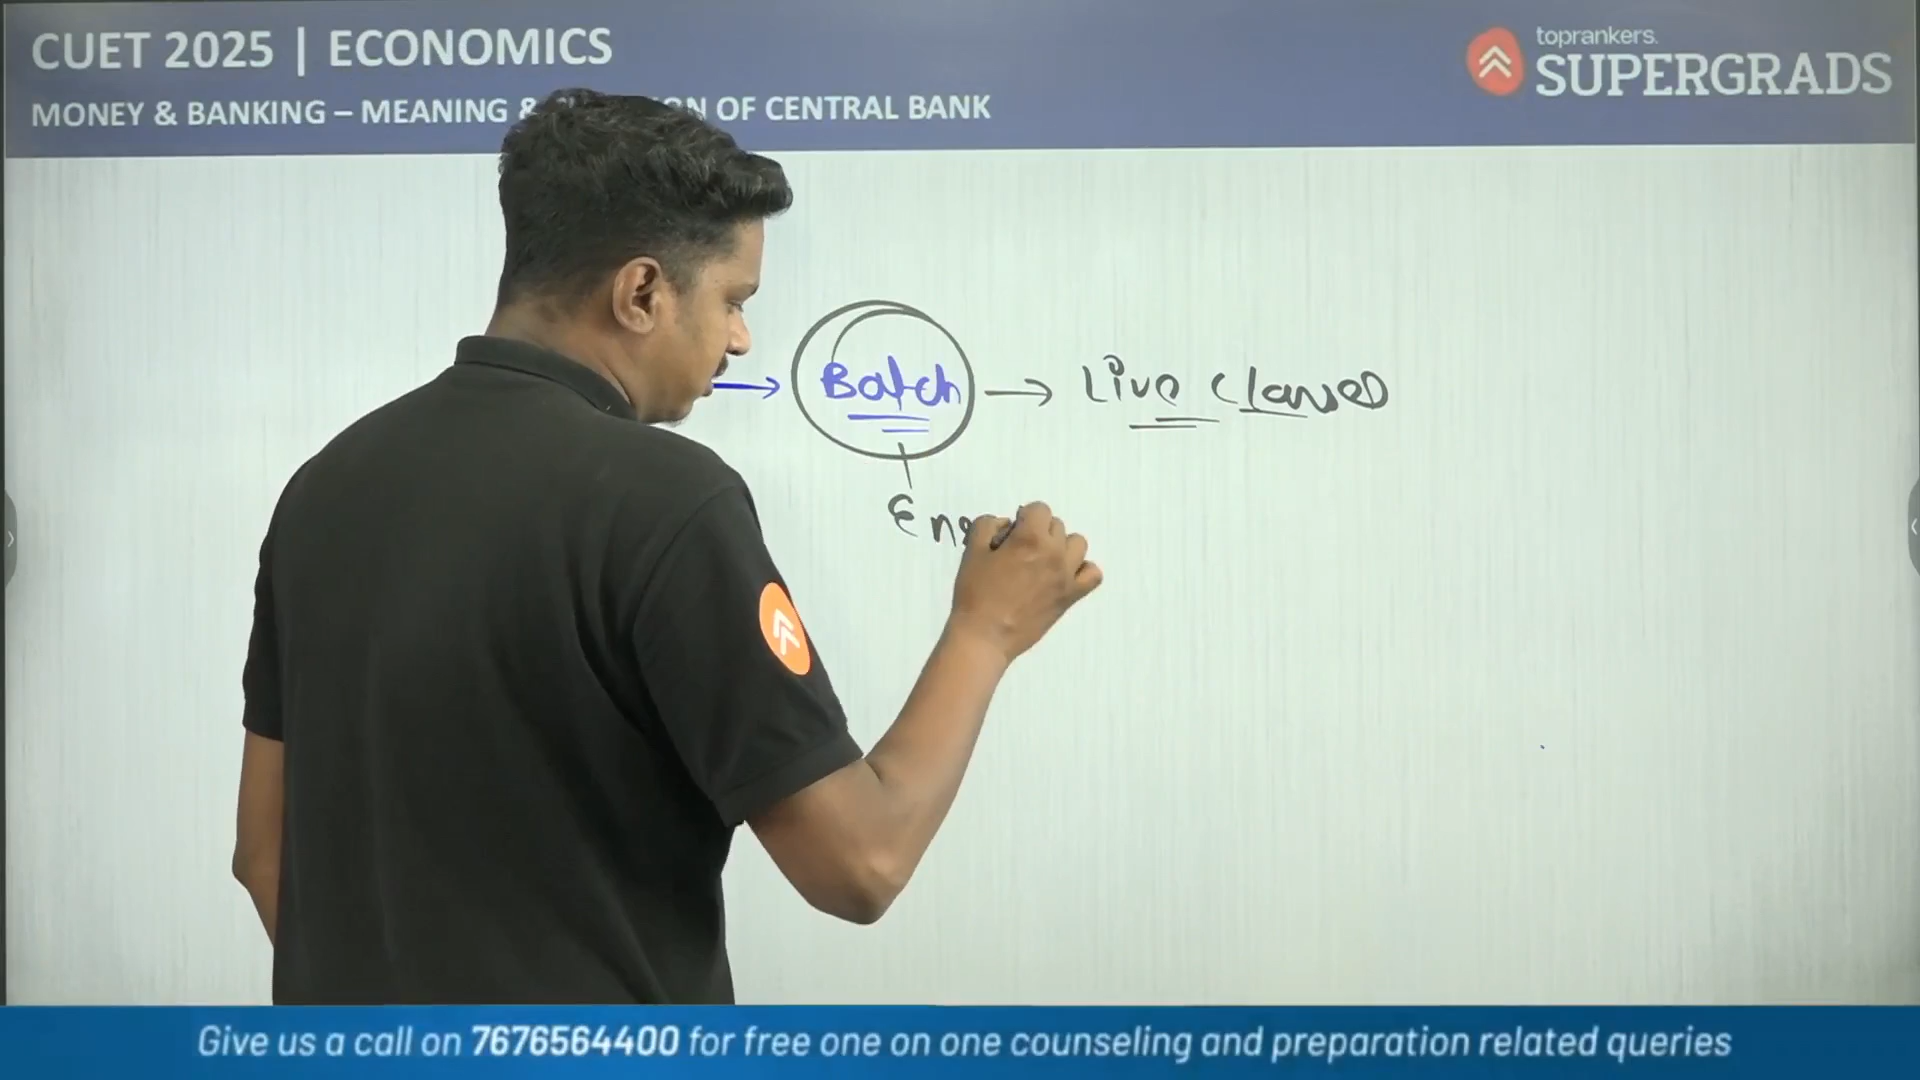 CUET 2025 | ECONOMICS
toprankers.
SUPERGRADS
MONEY & BANKING – MEANING & OF CENTRAL BANK
Batch → Live Classes
Give us a call on 7676564400 for free one on one counseling and preparation related queries